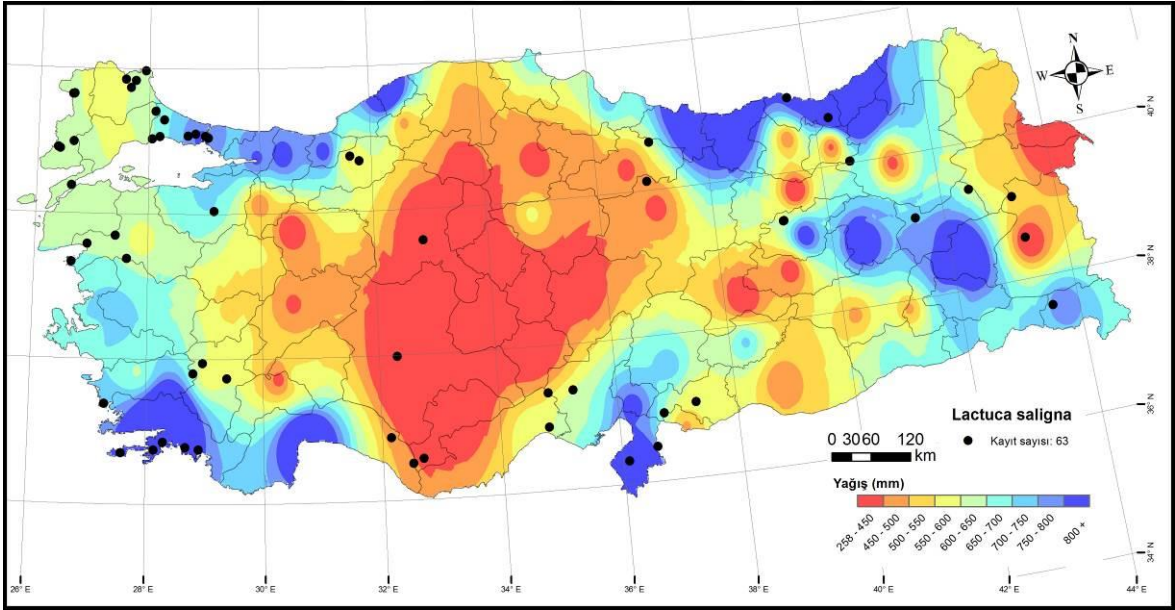 N
W E
S
40° N
38° N
36° N
34° N
Lactuca saligna
Kayıt sayısı: 63
0 30 60 120
km
Yağış (mm)
258 - 450
450 - 500
500 - 550
550 - 600
600 - 650
650 - 700
700 - 750
750 - 800
800 +
26° E
28° E
30° E
32° E
34° E
36° E
38° E
40° E
42° E
44° E